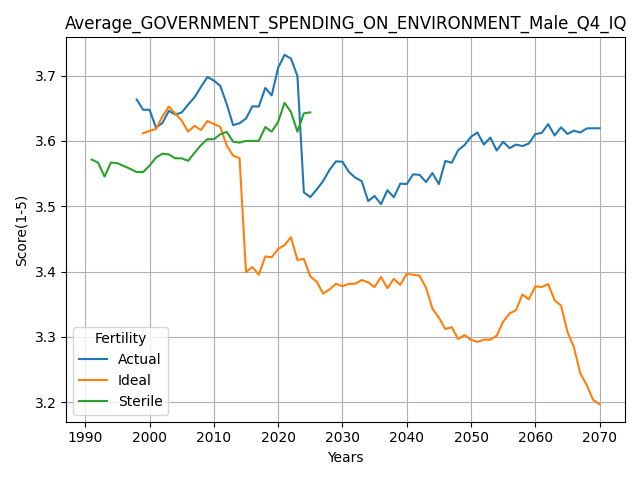 Average_GOVERNMENT_SPENDING_ON_ENVIRONMENT_Male_Q4_IQ
Score(1-5)
3.7
3.6
3.5
3.4
3.3
3.2
Fertility
Actual
Ideal
Sterile
1990 2000 2010 2020 2030 2040 2050 2060 2070
Years